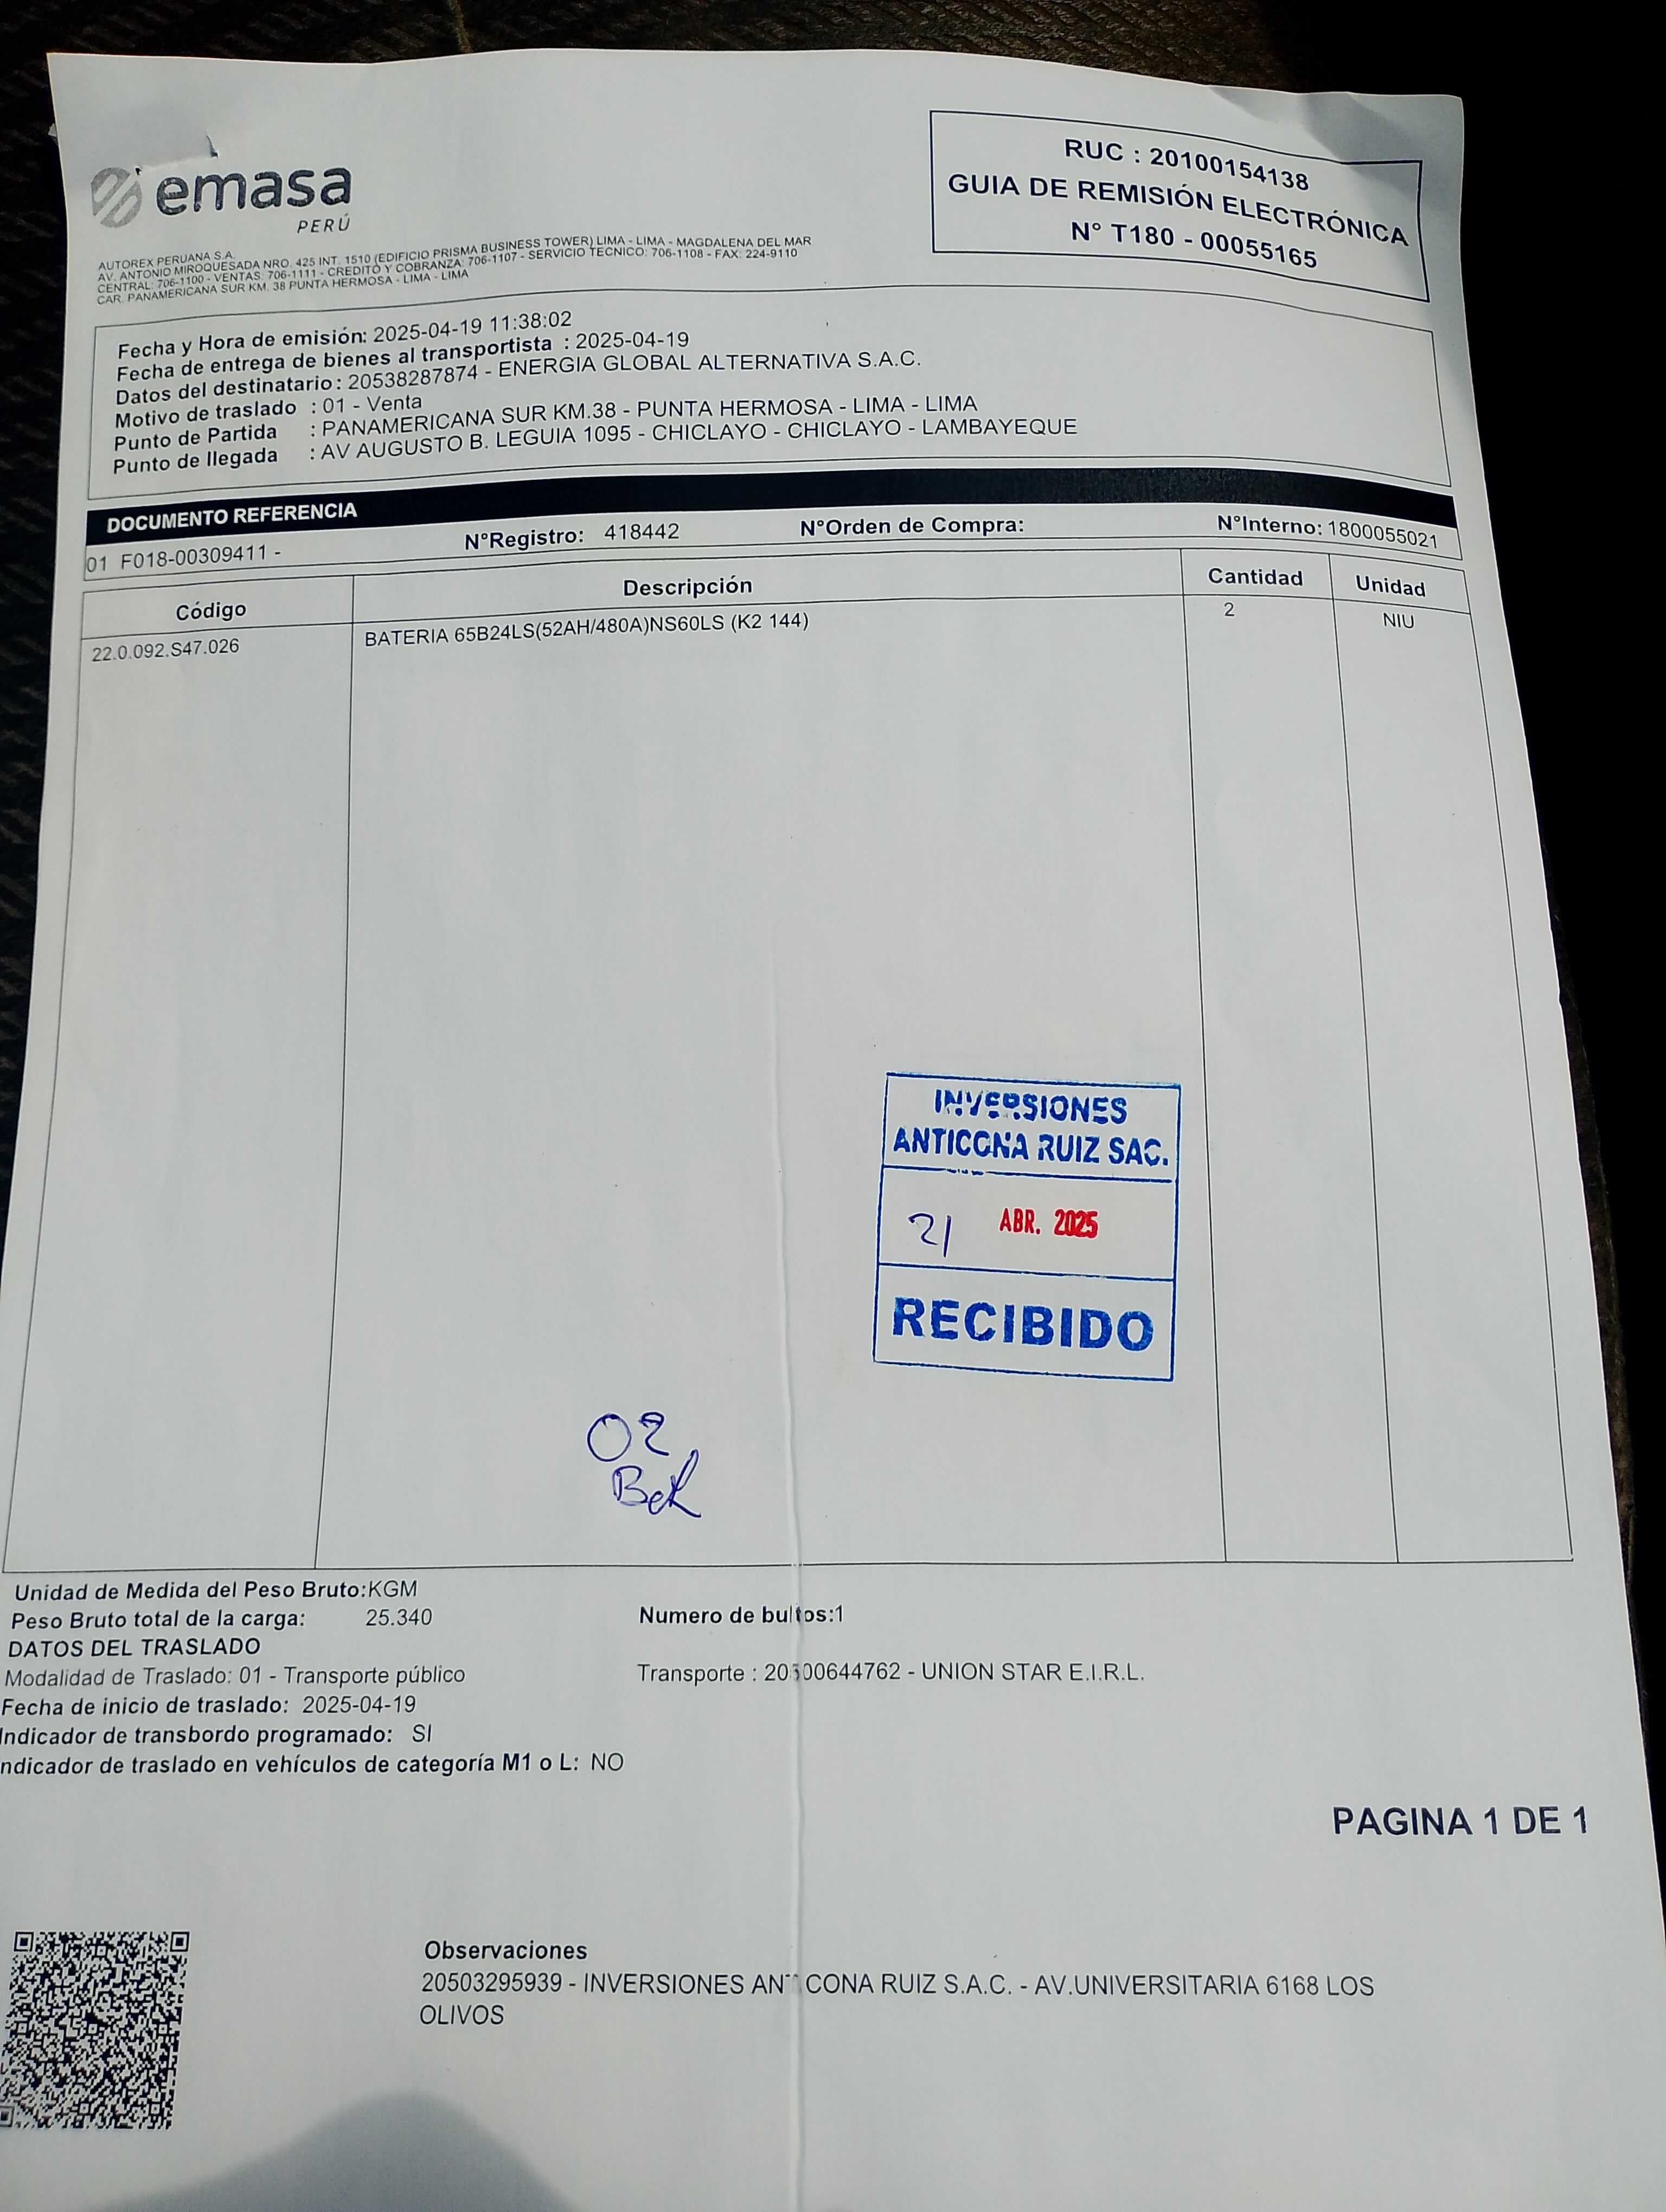 emasa
PERÚ
RUC : 20100154138
GUIA DE REMISIÓN ELECTRÓNICA
N° T180 - 00055165
AUTOREX PERUANA S.A.
AV. ANTONIO MIROQUESADA NRO. 425 INT. 1510 (EDIFICIO PRISMA BUSINESS TOWER) LIMA - LIMA - MAGDALENA DEL MAR
CENTRAL: 706-1100 - VENTAS: 706-1111 - CREDITO Y COBRANZA: 706-1107 - SERVICIO TECNICO: 706-1108 - FAX: 224-9110
CAR. PANAMERICANA SUR KM. 38 PUNTA HERMOSA - LIMA - LIMA
Fecha y Hora de emisión: 2025-04-19 11:38:02
Fecha de entrega de bienes al transportista : 2025-04-19
Datos del destinatario : 20538287874 - ENERGIA GLOBAL ALTERNATIVA S.A.C.
Motivo de traslado : 01 - Venta
Punto de Partida : PANAMERICANA SUR KM.38 - PUNTA HERMOSA - LIMA - LIMA
Punto de llegada : AV AUGUSTO B. LEGUIA 1095 - CHICLAYO - CHICLAYO - LAMBAYEQUE
DOCUMENTO REFERENCIA
01 F018-00309411 - N°Registro: 418442 N°Orden de Compra: N°Interno: 1800055021
Código Descripción Cantidad Unidad
22.0.092.S47.026 BATERIA 65B24LS(52AH/480A)NS60LS (K2 144) 2 NIU
INVERSIONES
ANTICONA RUIZ SAC.
21 ABR. 2025
RECIBIDO
02
Unidad de Medida del Peso Bruto:KGM
Peso Bruto total de la carga: 25.340 Numero de bultos:1
DATOS DEL TRASLADO
Modalidad de Traslado: 01 - Transporte público Transporte : 20500644762 - UNION STAR E.I.R.L.
Fecha de inicio de traslado: 2025-04-19
Indicador de transbordo programado: SI
ndicador de traslado en vehículos de categoría M1 o L: NO
PAGINA 1 DE 1
Observaciones
20503295939 - INVERSIONES ANTICONA RUIZ S.A.C. - AV.UNIVERSITARIA 6168 LOS
OLIVOS